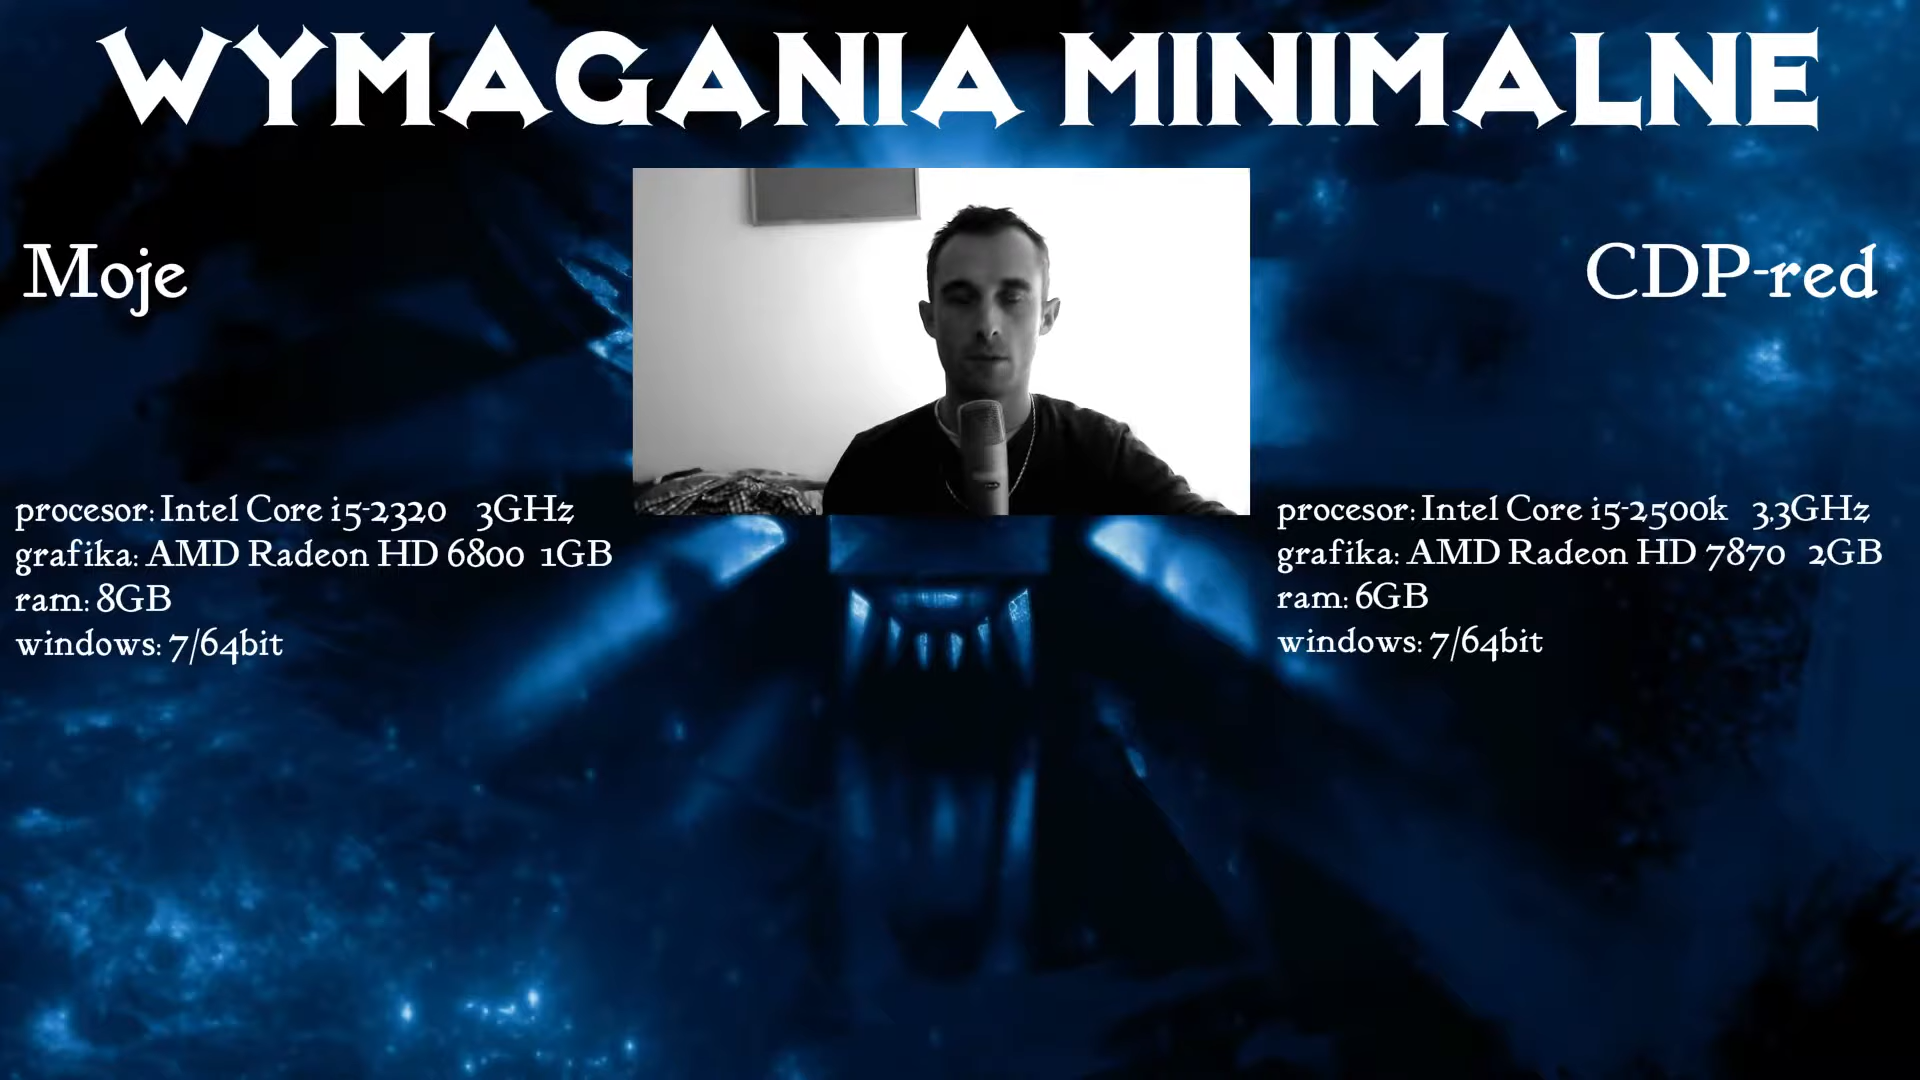 WYMAGANIA MINIMALNE
Moje
procesor: Intel Core i5-2320 3GHz
grafika: AMD Radeon HD 6800 1GB
ram: 8GB
windows: 7/64bit
CDP-red
procesor: Intel Core i5-2500k 3,3GHz
grafika: AMD Radeon HD 7870 2GB
ram: 6GB
windows: 7/64bit